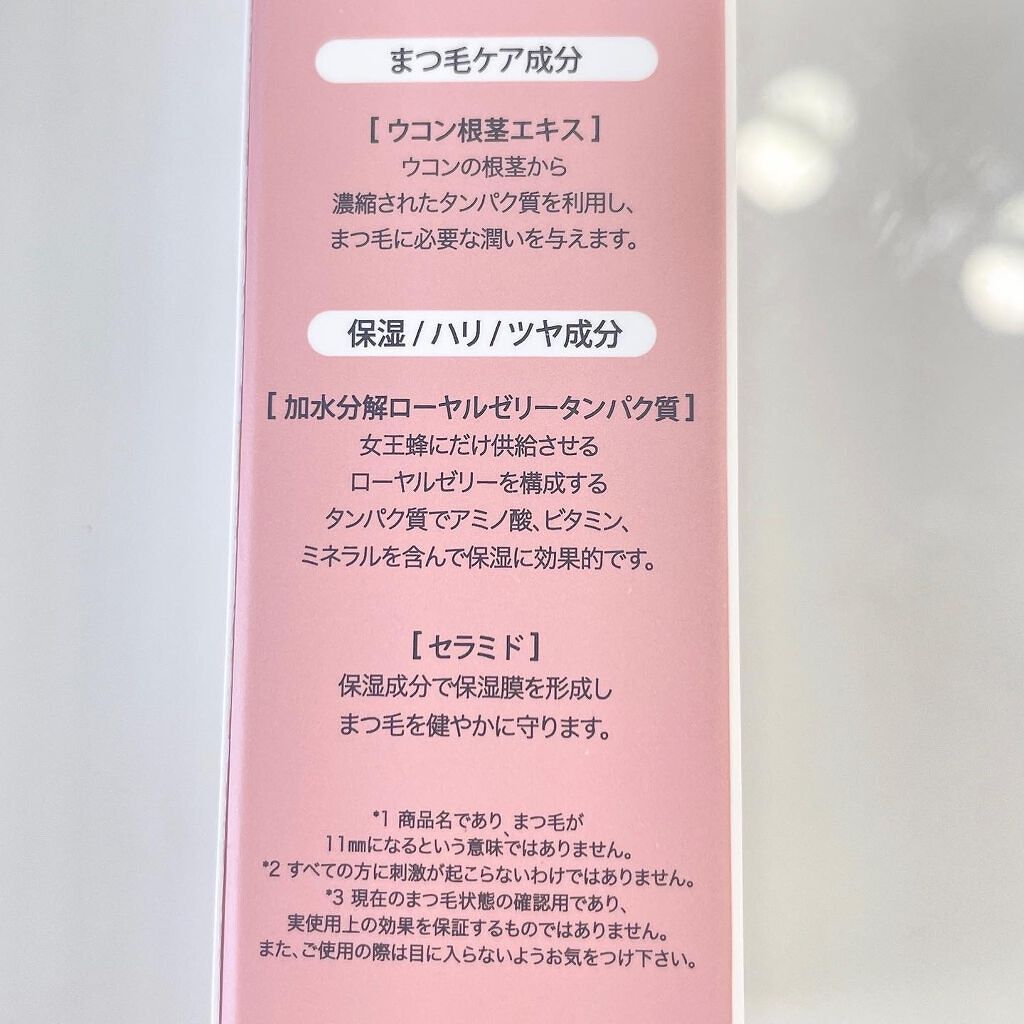 まつ毛ケア成分
[ ウコン根茎エキス ]
ウコンの根茎から
濃縮されたタンパク質を利用し、
まつ毛に必要な潤いを与えます。
保湿 / ハリ / ツヤ成分
[ 加水分解ローヤルゼリータンパク質 ]
女王蜂にだけ供給させる
ローヤルゼリーを構成する
タンパク質でアミノ酸、ビタミン、
ミネラルを含んで保湿に効果的です。
[ セラミド ]
保湿成分で保湿膜を形成し
まつ毛を健やかに守ります。
*1 商品名であり、まつ毛が
11㎜になるという意味ではありません。
*2 すべての方に刺激が起こらないわけではありません。
*3 現在のまつ毛状態の確認用であり、
実使用上の効果を保証するものではありません。
また、ご使用の際は目に入らないようお気をつけ下さい。